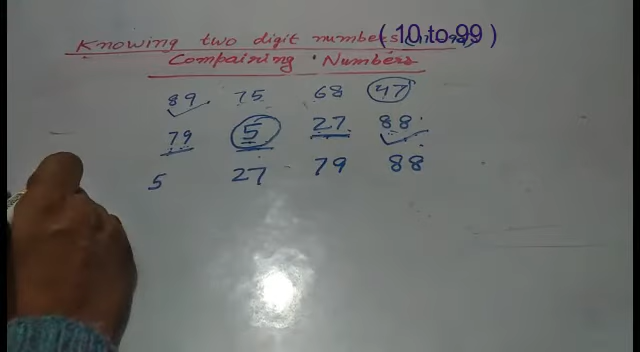 Knowing two digit numbers ( 10 to 99 )
Compairing Numbers
89 75 68 47
79 5 27 88
5 27 79 88